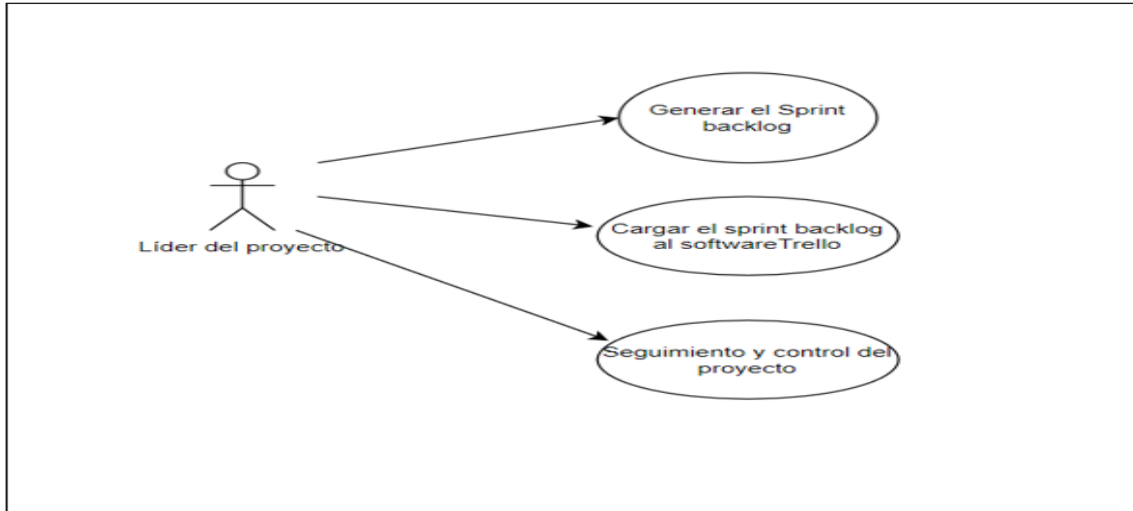 Generar el Sprint
backlog
Líder del proyecto
Cargar el sprint backlog
al softwareTrello
Seguimiento y control del
proyecto